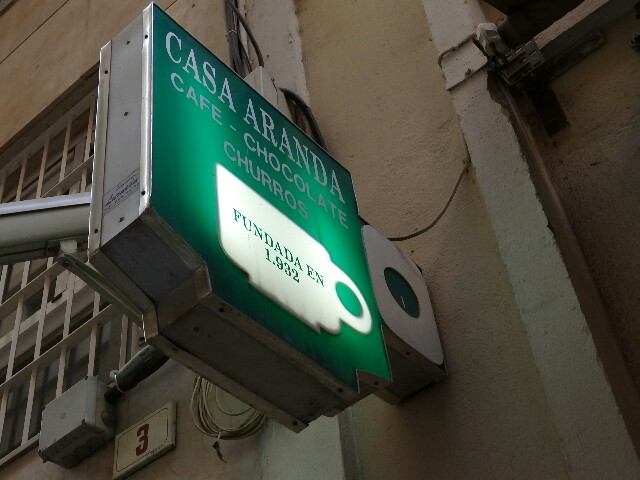 CASA ARANDA
CAFE - CHOCOLATE
CHURROS
FUNDADA EN
1.932
3